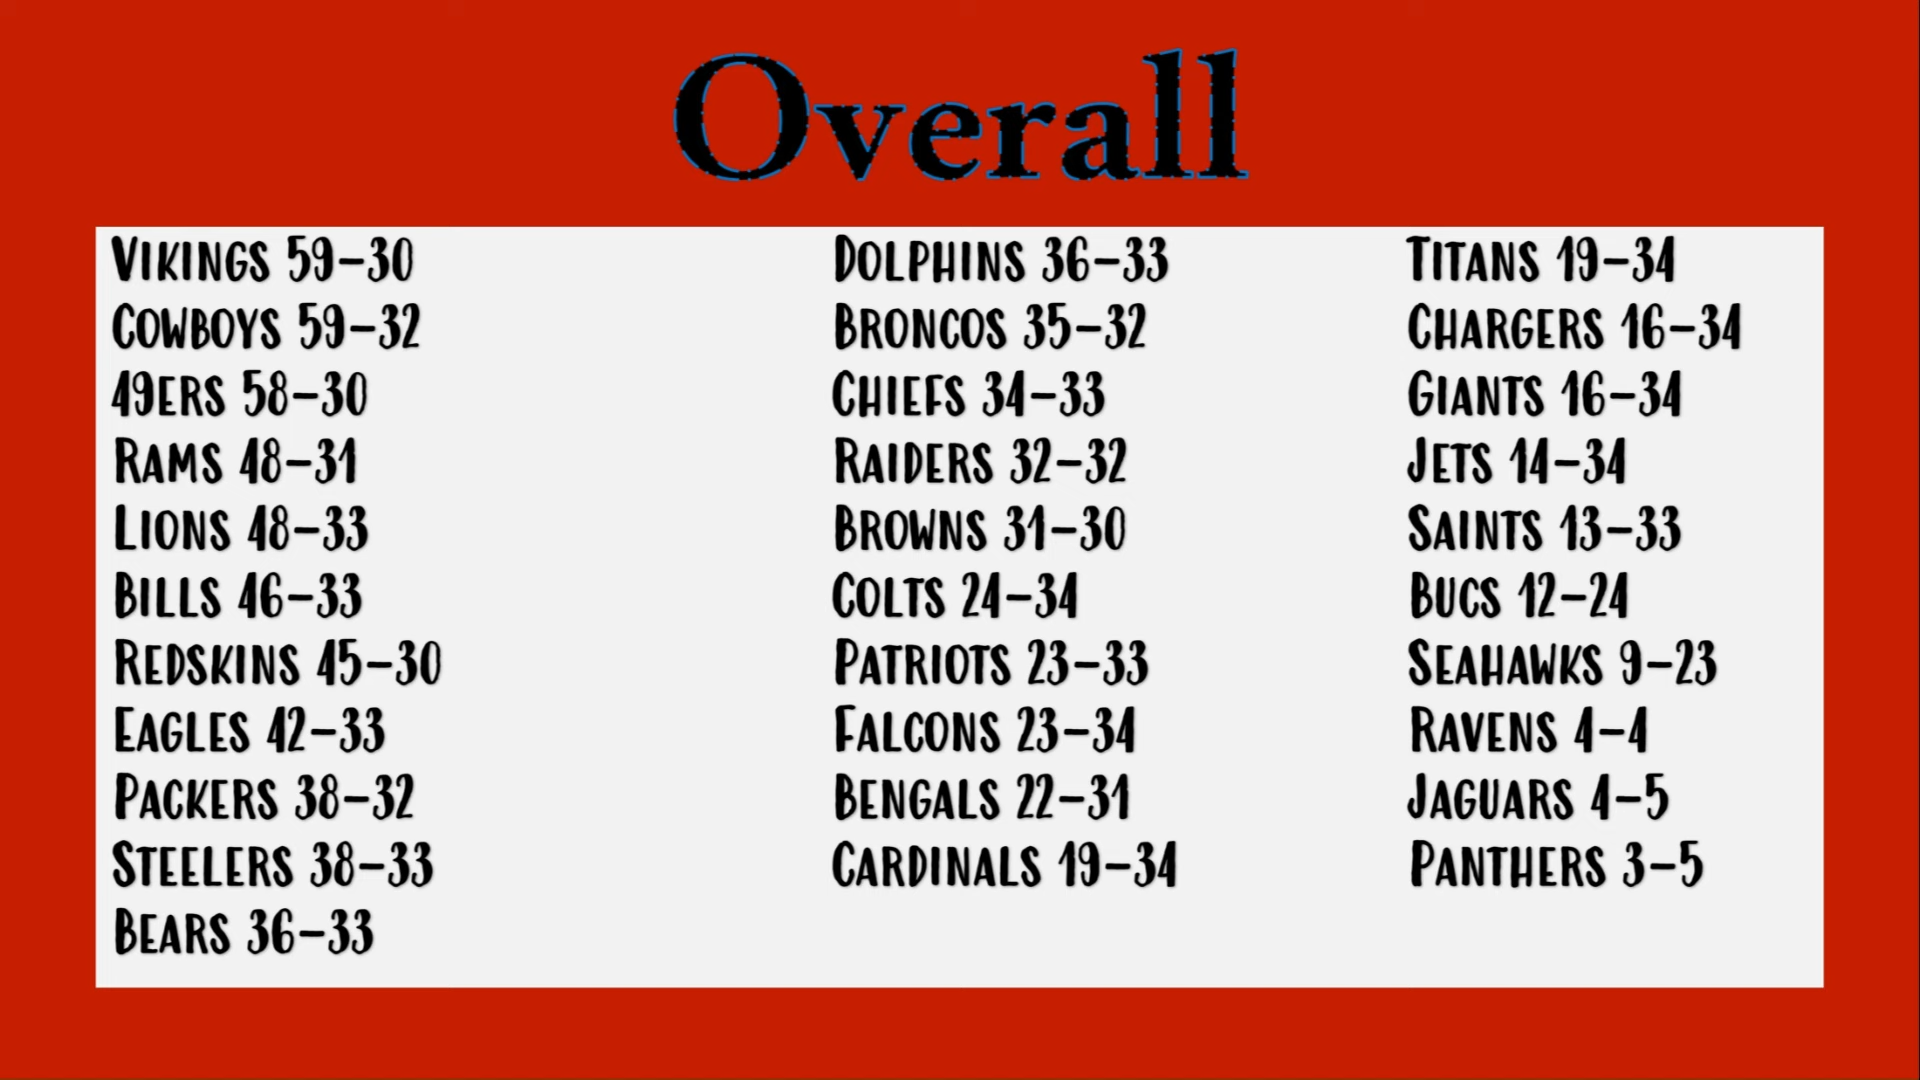 Overall
Vikings 59–30
Cowboys 59–32
49ers 58–30
Rams 48–31
Lions 48–33
Bills 46–33
Redskins 45–30
Eagles 42–33
Packers 38–32
Steelers 38–33
Bears 36–33
Dolphins 36–33
Broncos 35–32
Chiefs 34–33
Raiders 32–32
Browns 31–30
Colts 24–34
Patriots 23–33
Falcons 23–34
Bengals 22–31
Cardinals 19–34
Titans 19–34
Chargers 16–34
Giants 16–34
Jets 14–34
Saints 13–33
Bucs 12–24
Seahawks 9–23
Ravens 4–4
Jaguars 4–5
Panthers 3–5